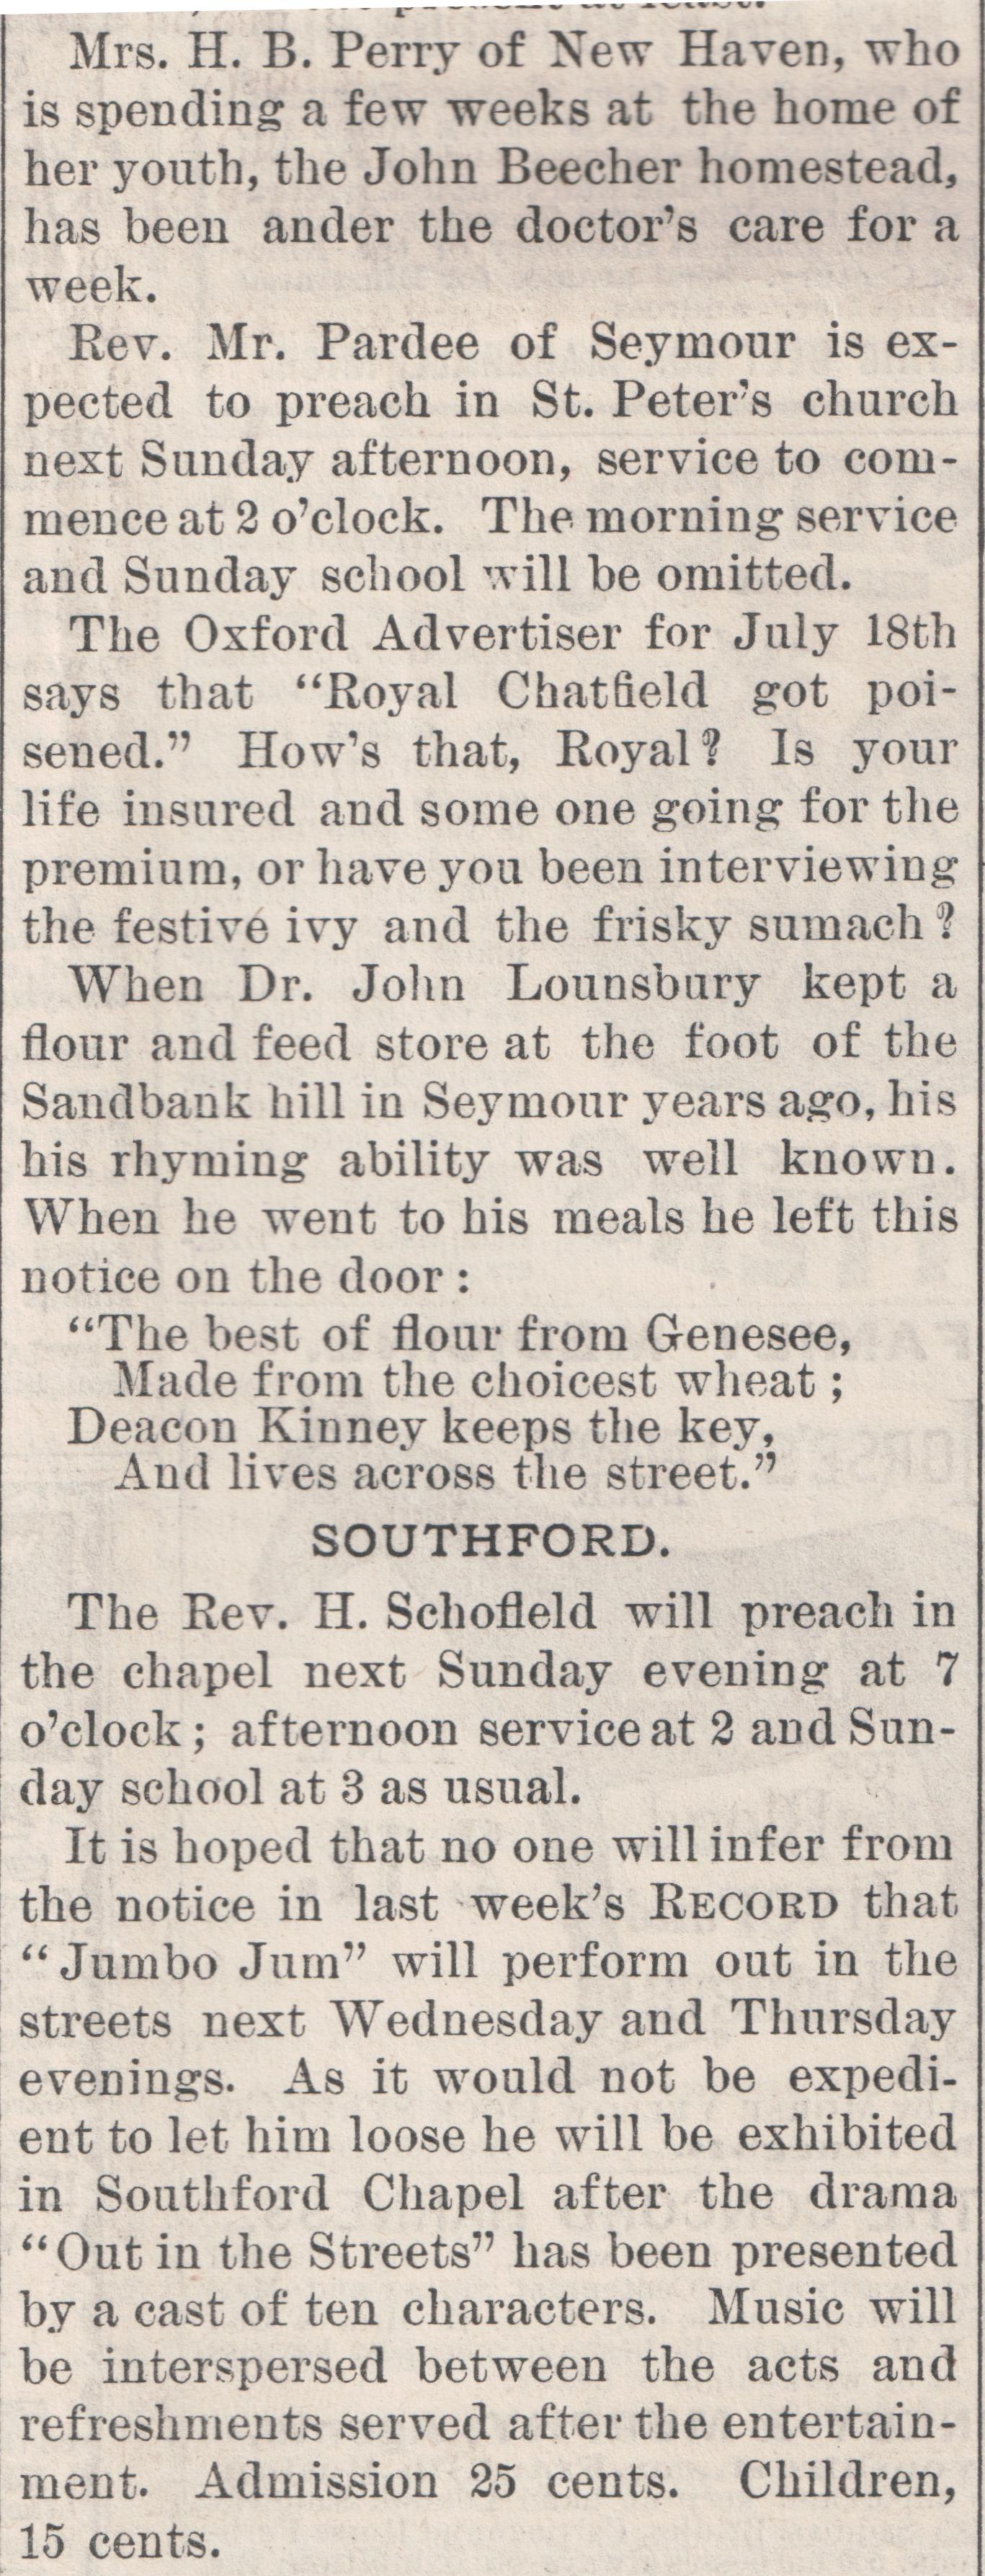 Mrs. H. B. Perry of New Haven, who
is spending a few weeks at the home of
her youth, the John Beecher homestead,
has been ander the doctor's care for a
week.
Rev. Mr. Pardee of Seymour is ex-
pected to preach in St. Peter's church
next Sunday afternoon, service to com-
mence at 2 o'clock. The morning service
and Sunday school will be omitted.
The Oxford Advertiser for July 18th
says that "Royal Chatfield got poi-
sened." How's that, Royal? Is your
life insured and some one going for the
premium, or have you been interviewing
the festive ivy and the frisky sumach?
When Dr. John Lounsbury kept a
flour and feed store at the foot of the
Sandbank hill in Seymour years ago, his
his rhyming ability was well known.
When he went to his meals he left this
notice on the door:
"The best of flour from Genesee,
Made from the choicest wheat;
Deacon Kinney keeps the key,
And lives across the street."
SOUTHFORD.
The Rev. H. Schofield will preach in
the chapel next Sunday evening at 7
o'clock; afternoon service at 2 and Sun-
day school at 3 as usual.
It is hoped that no one will infer from
the notice in last week's RECORD that
"Jumbo Jum" will perform out in the
streets next Wednesday and Thursday
evenings. As it would not be expedi-
ent to let him loose he will be exhibited
in Southford Chapel after the drama
"Out in the Streets" has been presented
by a cast of ten characters. Music will
be interspersed between the acts and
refreshments served after the entertain-
ment. Admission 25 cents. Children,
15 cents.